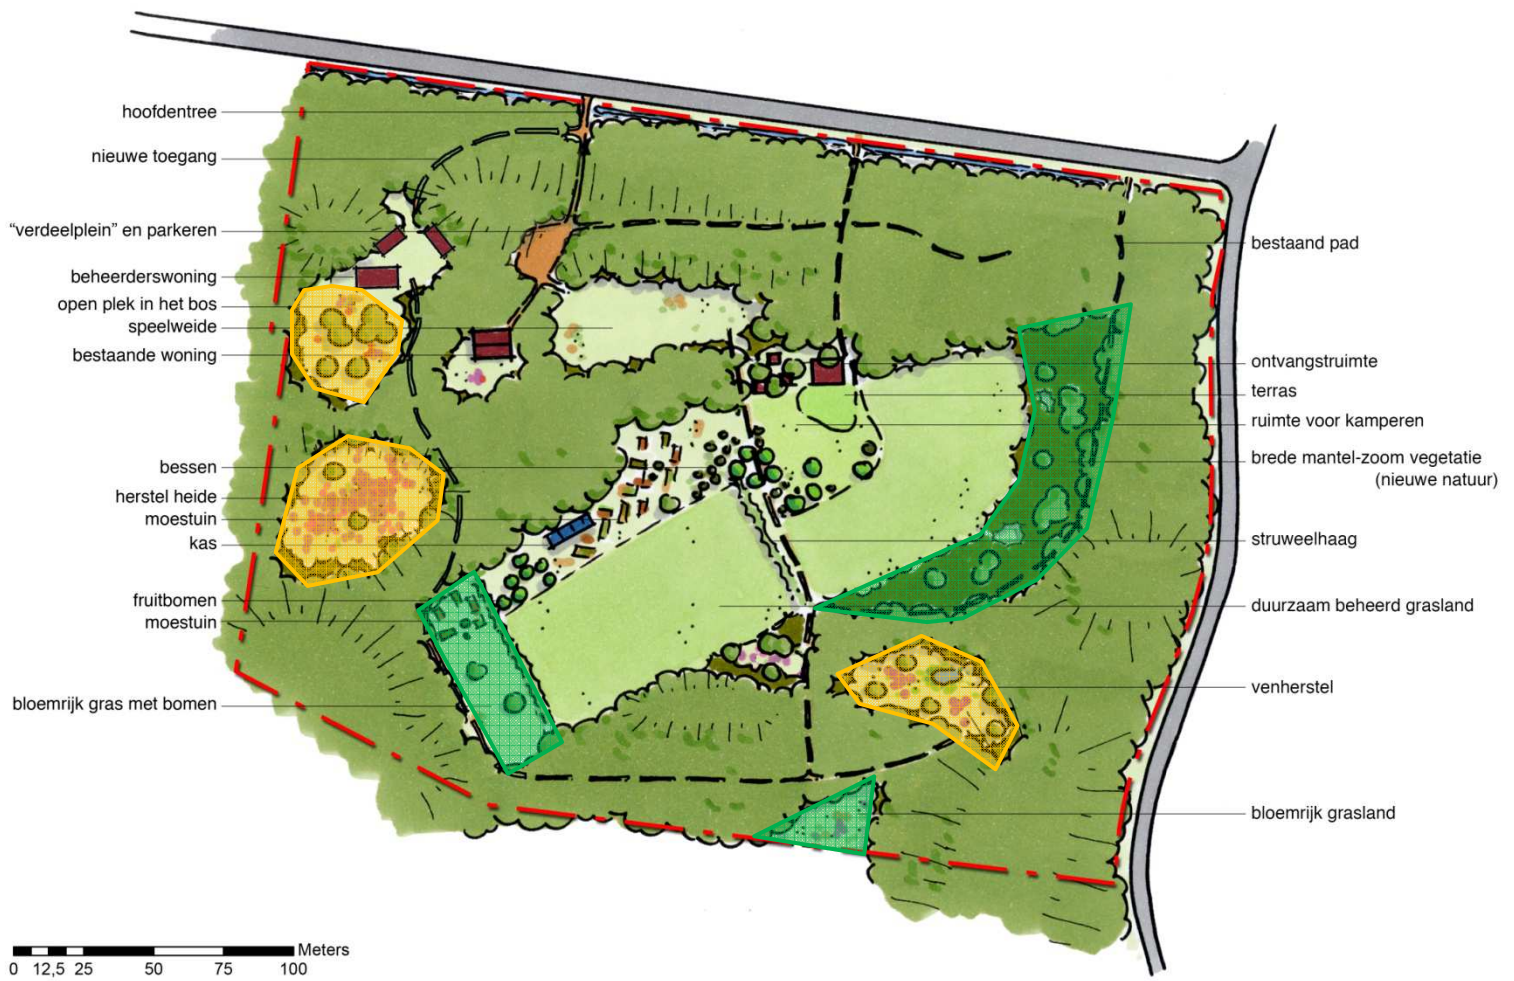 hoofdentree
nieuwe toegang
“verdeelplein” en parkeren
beheerderswoning
open plek in het bos
speelweide
bestaande woning
bessen
herstel heide
moestuin
kas
fruitbomen
moestuin
bloemrijk gras met bomen
bestaand pad
ontvangstruimte
terras
ruimte voor kamperen
brede mantel-zoom vegetatie
(nieuwe natuur)
struweelhaag
duurzaam beheerd grasland
venherstel
bloemrijk grasland
Meters
0 12,5 25 50 75 100